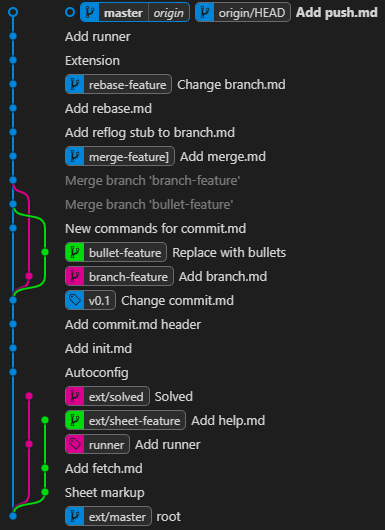 master origin origin/HEAD Add push.md
Add runner
Extension
rebase-feature Change branch.md
Add rebase.md
Add reflog stub to branch.md
merge-feature] Add merge.md
Merge branch 'branch-feature'
Merge branch 'bullet-feature'
New commands for commit.md
bullet-feature Replace with bullets
branch-feature Add branch.md
v0.1 Change commit.md
Add commit.md header
Add init.md
Autoconfig
ext/solved Solved
ext/sheet-feature Add help.md
runner Add runner
Add fetch.md
Sheet markup
ext/master root